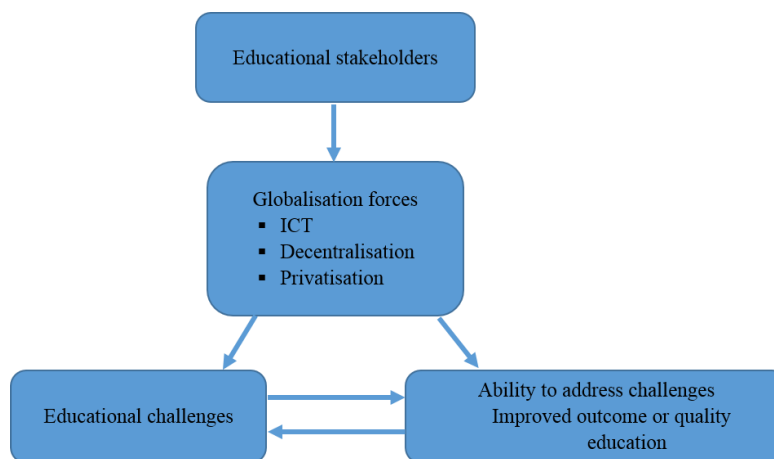 Educational stakeholders
Globalisation forces
▪ ICT
▪ Decentralisation
▪ Privatisation
Educational challenges
Ability to address challenges
Improved outcome or quality
education